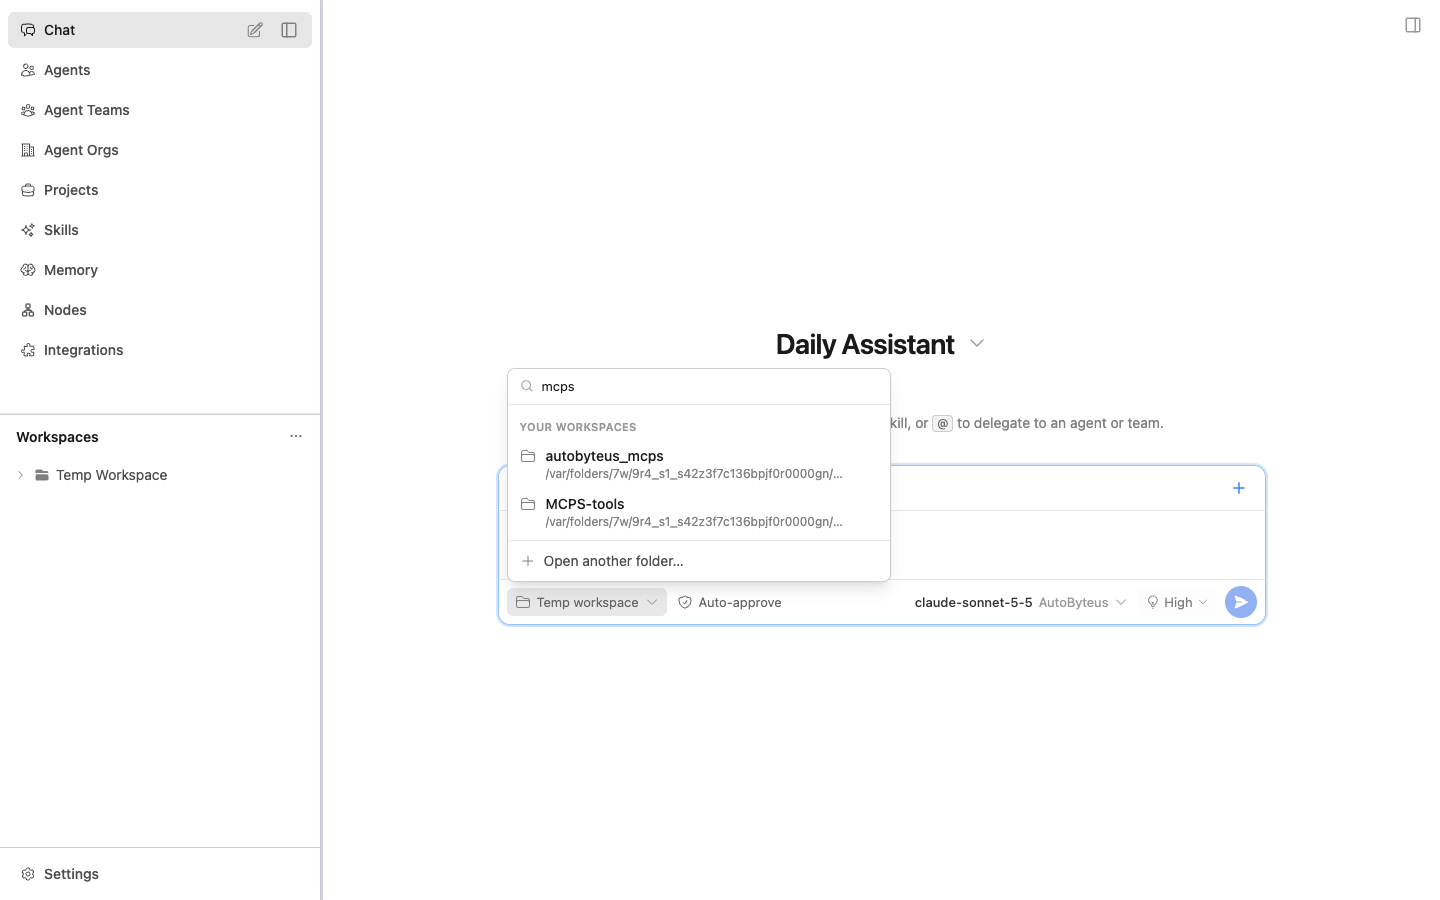 Chat
Agents
Agent Teams
Agent Orgs
Projects
Skills
Memory
Nodes
Integrations
Workspaces
Temp Workspace
Settings
Daily Assistant
mcps
kill, or @ to delegate to an agent or team.
YOUR WORKSPACES
autobyteus_mcps
/var/folders/7w/9r4_s1_s42z3f7c136bpjf0r0000gn/...
MCPS-tools
/var/folders/7w/9r4_s1_s42z3f7c136bpjf0r0000gn/...
Open another folder...
Temp workspace
Auto-approve
claude-sonnet-5-5 AutoByteus
High